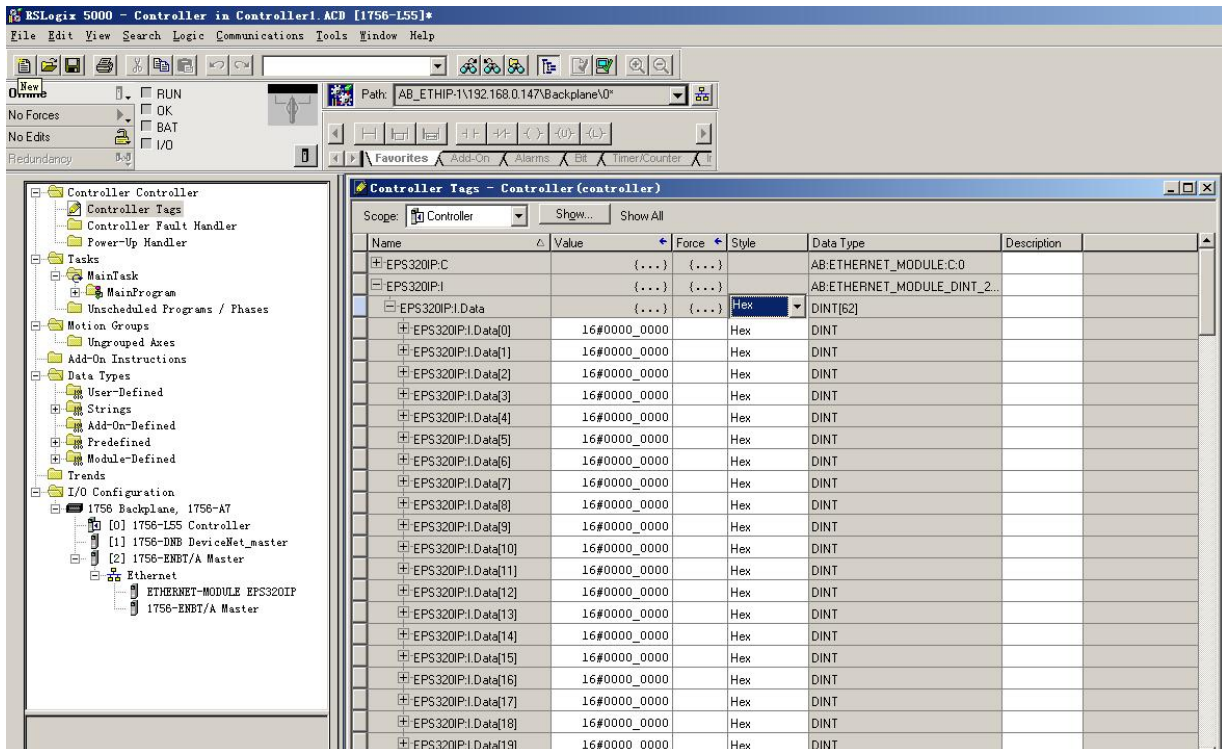 RSLogix 5000 - Controller in Controller1.ACD [1756-L55]*
File Edit View Search Logic Communications Tools Window Help
New
RUN
Path: AB_ETHIP-1\192.168.0.147\Backplane\0*
No Forces
OK
No Edits
BAT
Redundancy
I/O
Favorites Add-On Alarms Bit Timer/Counter
Controller Controller
Controller Tags
Controller Fault Handler
Power-Up Handler
Tasks
MainTask
MainProgram
Unscheduled Programs / Phases
Motion Groups
Ungrouped Axes
Add-On Instructions
Data Types
User-Defined
Strings
Add-On-Defined
Predefined
Module-Defined
Trends
I/O Configuration
1756 Backplane, 1756-A7
[0] 1756-L55 Controller
[1] 1756-DNB DeviceNet_master
[2] 1756-ENBT/A Master
Ethernet
ETHERNET-MODULE EPS320IP
1756-ENBT/A Master
Controller Tags - Controller(controller)
Scope: Controller Show... Show All
Name Value Force Style Data Type Description
EPS320IP:C {...} {...} AB:ETHERNET_MODULE:C:0
EPS320IP:I {...} {...} AB:ETHERNET_MODULE_DINT_2...
EPS320IP:I.Data {...} {...} Hex DINT[62]
EPS320IP:I.Data[0] 16#0000_0000 Hex DINT
EPS320IP:I.Data[1] 16#0000_0000 Hex DINT
EPS320IP:I.Data[2] 16#0000_0000 Hex DINT
EPS320IP:I.Data[3] 16#0000_0000 Hex DINT
EPS320IP:I.Data[4] 16#0000_0000 Hex DINT
EPS320IP:I.Data[5] 16#0000_0000 Hex DINT
EPS320IP:I.Data[6] 16#0000_0000 Hex DINT
EPS320IP:I.Data[7] 16#0000_0000 Hex DINT
EPS320IP:I.Data[8] 16#0000_0000 Hex DINT
EPS320IP:I.Data[9] 16#0000_0000 Hex DINT
EPS320IP:I.Data[10] 16#0000_0000 Hex DINT
EPS320IP:I.Data[11] 16#0000_0000 Hex DINT
EPS320IP:I.Data[12] 16#0000_0000 Hex DINT
EPS320IP:I.Data[13] 16#0000_0000 Hex DINT
EPS320IP:I.Data[14] 16#0000_0000 Hex DINT
EPS320IP:I.Data[15] 16#0000_0000 Hex DINT
EPS320IP:I.Data[16] 16#0000_0000 Hex DINT
EPS320IP:I.Data[17] 16#0000_0000 Hex DINT
EPS320IP:I.Data[18] 16#0000_0000 Hex DINT
EPS320IP:I.Data[19] 16#0000_0000 Hex DINT